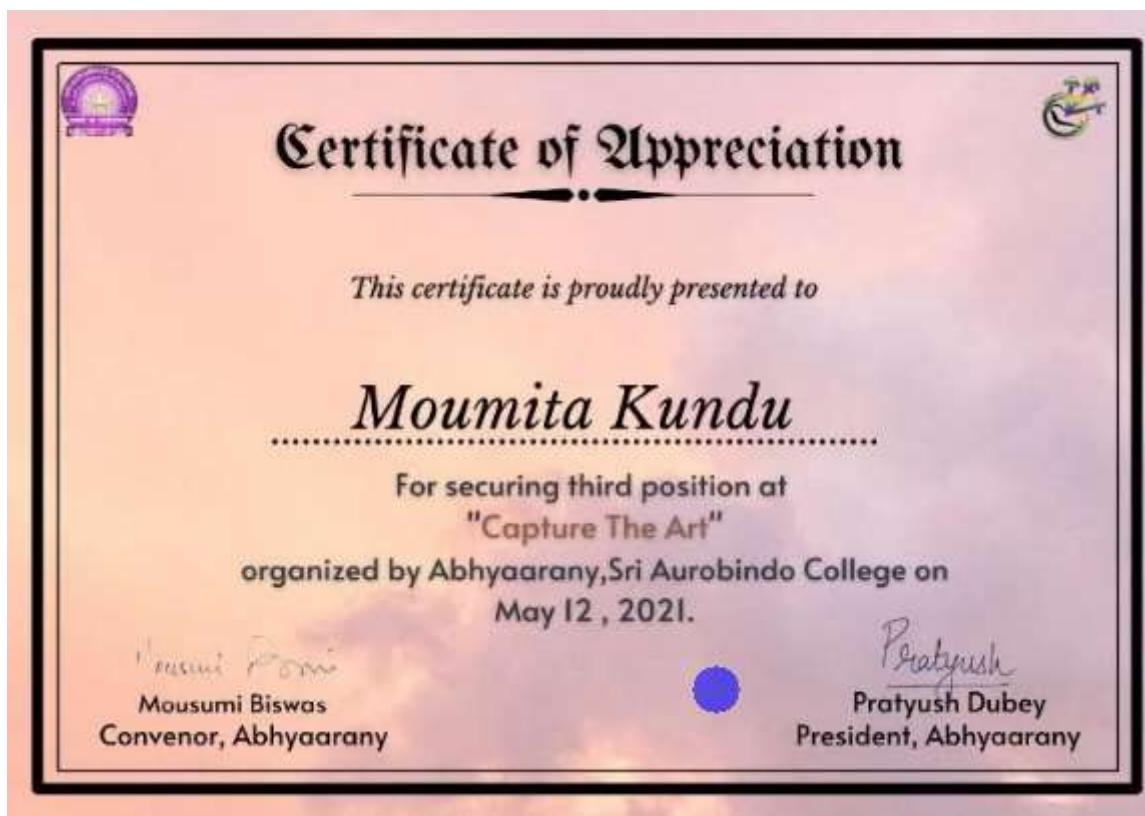 Certificate of Appreciation
This certificate is proudly presented to
Moumita Kundu
For securing third position at
"Capture The Art"
organized by Abhyaarany,Sri Aurobindo College on
May 12 , 2021.
Mousumi
Pratyush
Mousumi Biswas
Pratyush Dubey
Convenor, Abhyaarany
President, Abhyaarany